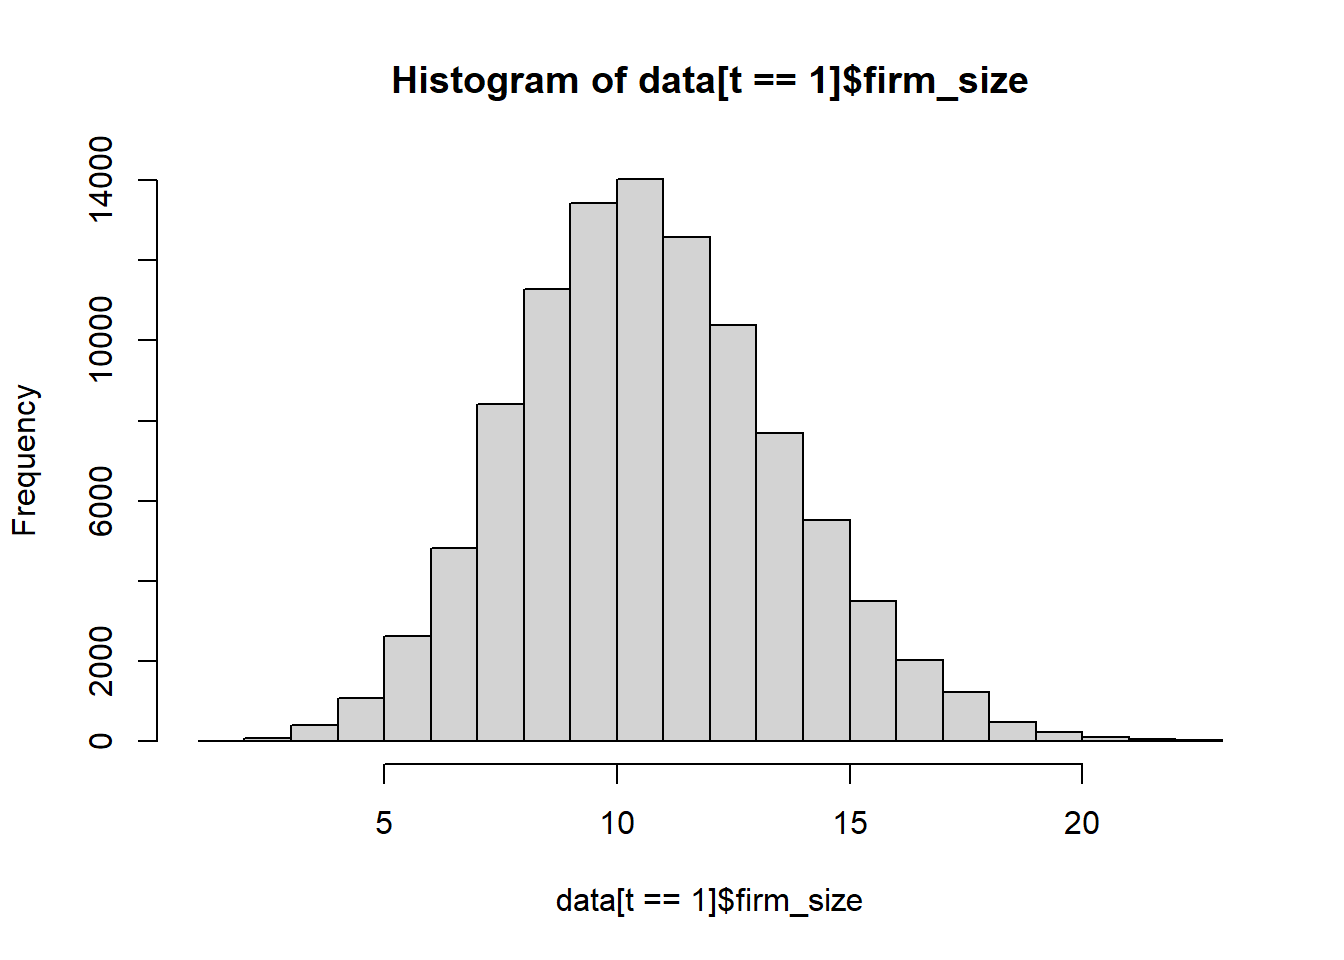 Histogram of data[t == 1]$firm_size
Frequency
14000
10000
6000
2000
0
5 10 15 20
data[t == 1]$firm_size